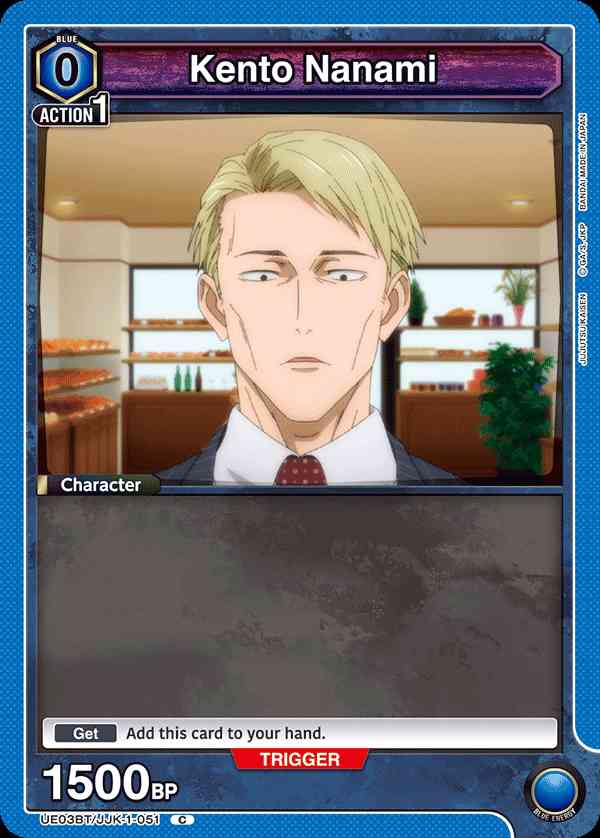 BLUE
0
Kento Nanami
ACTION 1
BANDAI MADE IN JAPAN
© GA/S,JKP
JUJUTSU KAISEN
Character
Get Add this card to your hand.
TRIGGER
1500BP
UE03BT/JJK-1-051 C
BLUE ENERGY